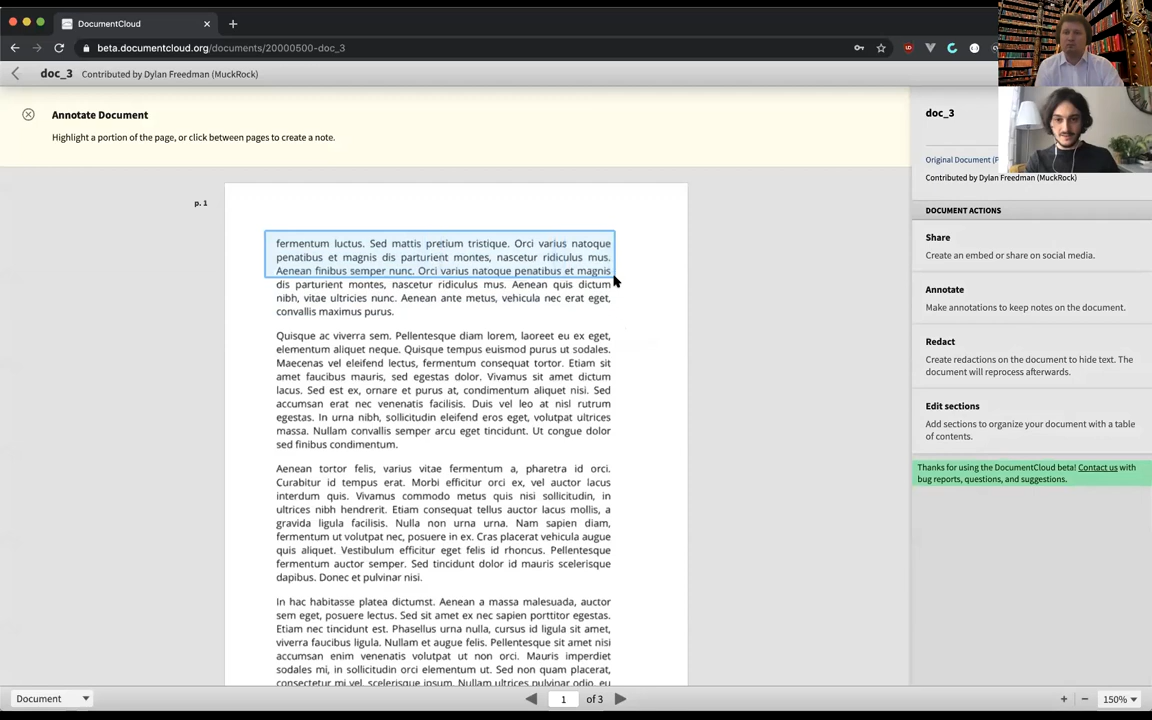 DocumentCloud
beta.documentcloud.org/documents/20000500-doc_3
doc_3 Contributed by Dylan Freedman (MuckRock)
Annotate Document
Highlight a portion of the page, or click between pages to create a note.
p. 1
fermentum luctus. Sed mattis pretium tristique. Orci varius natoque
penatibus et magnis dis parturient montes, nascetur ridiculus mus.
Aenean finibus semper nunc. Orci varius natoque penatibus et magnis
dis parturient montes, nascetur ridiculus mus. Aenean quis dictum
nibh, vitae ultricies nunc. Aenean ante metus, vehicula nec erat eget,
convallis maximus purus.
Quisque ac viverra sem. Pellentesque diam lorem, laoreet eu ex eget,
elementum aliquet neque. Quisque tempus euismod purus ut sodales.
Maecenas vel eleifend lectus, fermentum consequat tortor. Etiam sit
amet faucibus mauris, sed egestas dolor. Vivamus sit amet dictum
lacus. Sed est ex, ornare et purus at, condimentum aliquet nisi. Sed
accumsan erat nec venenatis facilisis. Duis vel leo at nisl rutrum
egestas. In urna nibh, sollicitudin eleifend eros eget, volutpat ultrices
massa. Nullam convallis semper arcu eget tincidunt. Ut congue dolor
sed finibus condimentum.
Aenean tortor felis, varius vitae fermentum a, pharetra id orci.
Curabitur id tempus erat. Morbi efficitur orci ex, vel auctor lacus
interdum quis. Vivamus commodo metus quis nisi sollicitudin, in
ultrices nibh hendrerit. Etiam consequat tellus auctor lacus mollis, a
gravida ligula facilisis. Nulla non urna urna. Nam sapien diam,
fermentum ut volutpat nec, posuere in ex. Cras placerat vehicula augue
quis aliquet. Vestibulum efficitur eget felis id rhoncus. Pellentesque
fermentum auctor semper. Sed tincidunt dolor id mauris scelerisque
dapibus. Donec et pulvinar nisi.
In hac habitasse platea dictumst. Aenean a massa malesuada, auctor
sem eget, posuere lectus. Sed sit amet ex nec sapien porttitor egestas.
Etiam nec tincidunt est. Phasellus urna nulla, cursus id ligula sit amet,
viverra faucibus ligula. Nullam et augue felis. Pellentesque sit amet nisi
accumsan enim venenatis volutpat ut non orci. Mauris imperdiet
sodales mi, in sollicitudin orci elementum ut. Sed non quam placerat,
consectetur mi vel, scelerisque ipsum. Nullam ultrices pulvinar odio, eu
doc_3
Original Document (P
Contributed by Dylan Freedman (MuckRock)
DOCUMENT ACTIONS
Share
Create an embed or share on social media.
Annotate
Make annotations to keep notes on the document.
Redact
Create redactions on the document to hide text. The
document will reprocess afterwards.
Edit sections
Add sections to organize your document with a table
of contents.
Thanks for using the DocumentCloud beta! Contact us with
bug reports, questions, and suggestions.
Document
1 of 3
150%